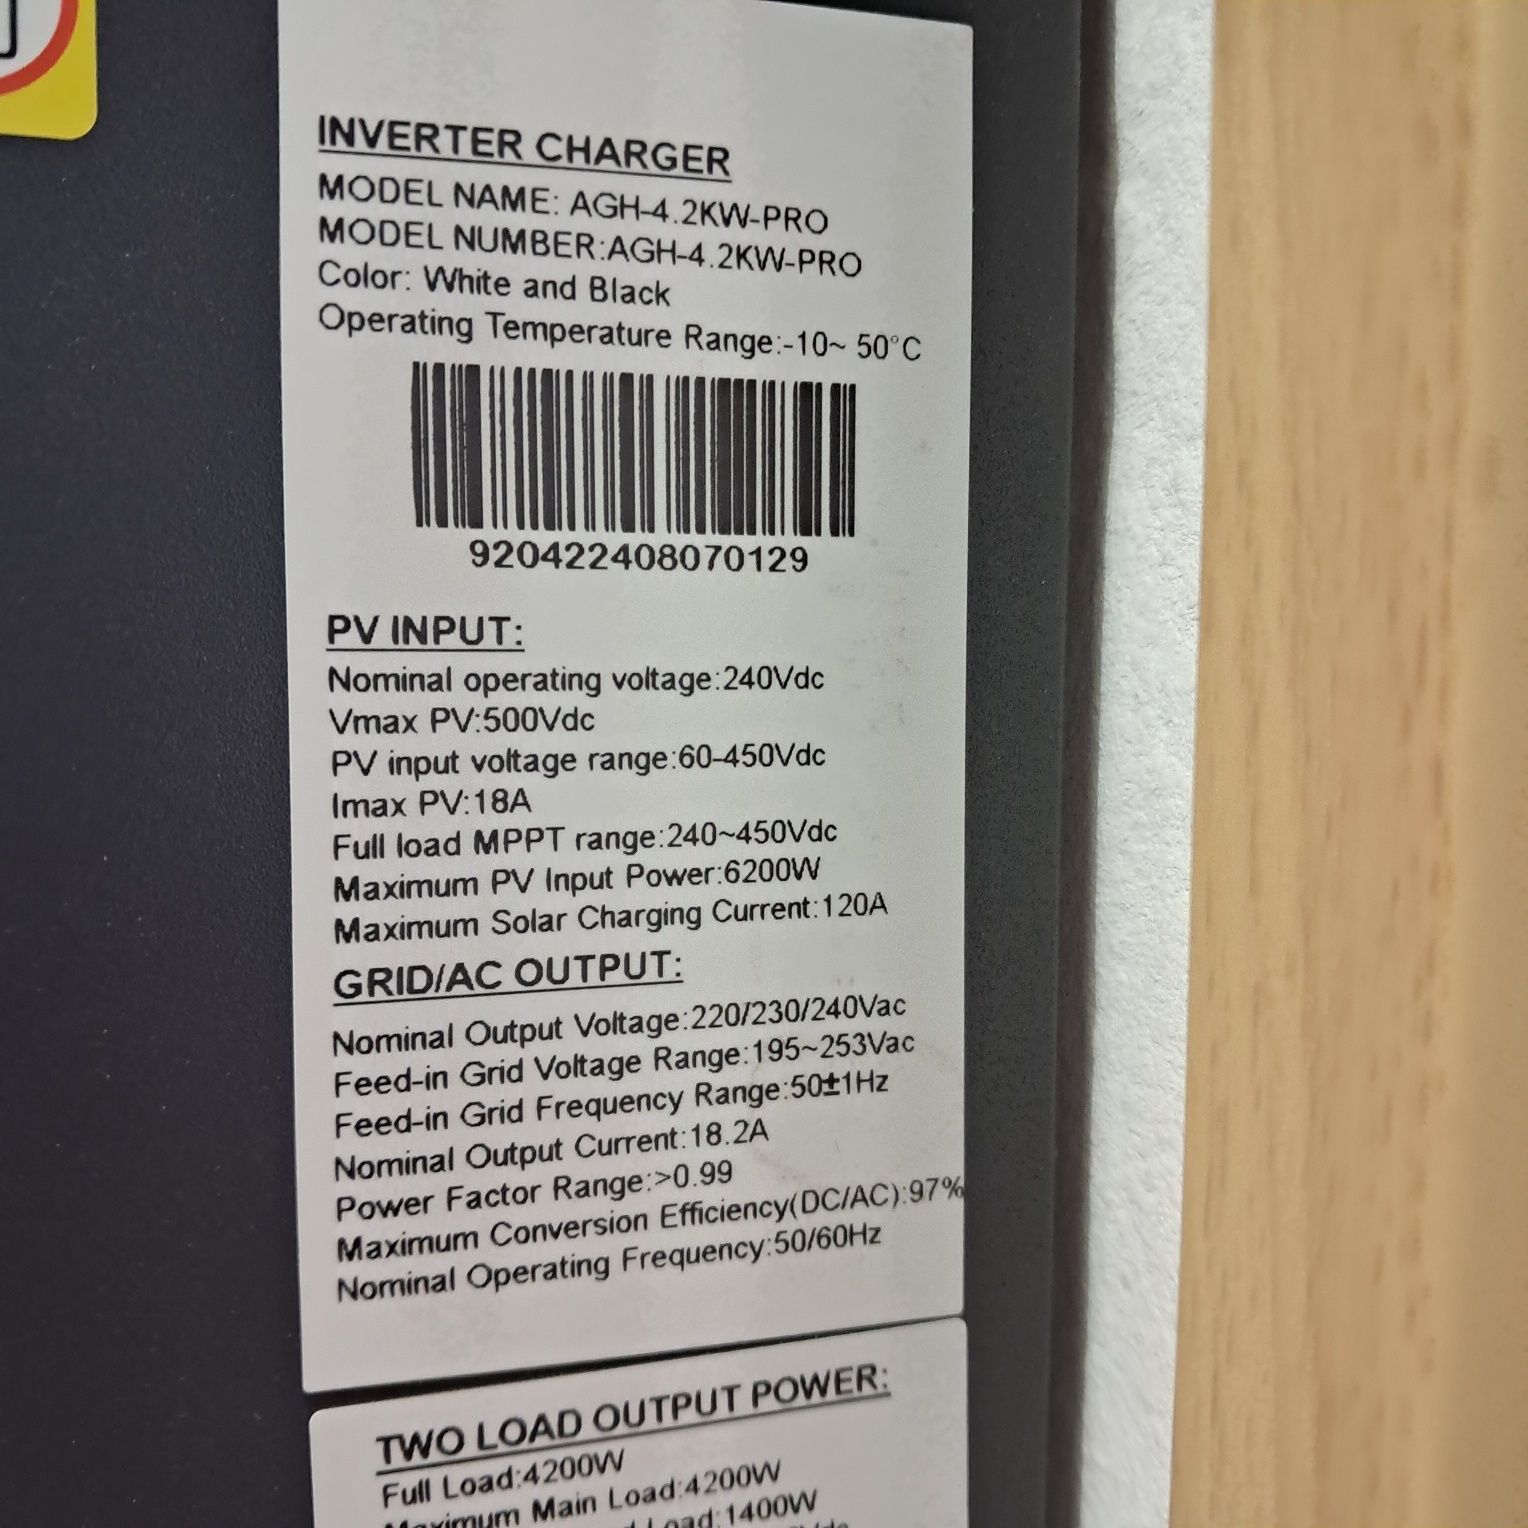 INVERTER CHARGER
MODEL NAME: AGH-4.2KW-PRO
MODEL NUMBER:AGH-4.2KW-PRO
Color: White and Black
Operating Temperature Range:-10~ 50°C
920422408070129
PV INPUT:
Nominal operating voltage:240Vdc
Vmax PV:500Vdc
PV input voltage range:60-450Vdc
Imax PV:18A
Full load MPPT range:240~450Vdc
Maximum PV Input Power:6200W
Maximum Solar Charging Current:120A
GRID/AC OUTPUT:
Nominal Output Voltage:220/230/240Vac
Feed-in Grid Voltage Range:195~253Vac
Feed-in Grid Frequency Range:50±1Hz
Nominal Output Current:18.2A
Power Factor Range:>0.99
Maximum Conversion Efficiency(DC/AC):97%
Nominal Operating Frequency:50/60Hz
TWO LOAD OUTPUT POWER:
Full Load:4200W
Maximum Main Load:4200W
Load:1400W